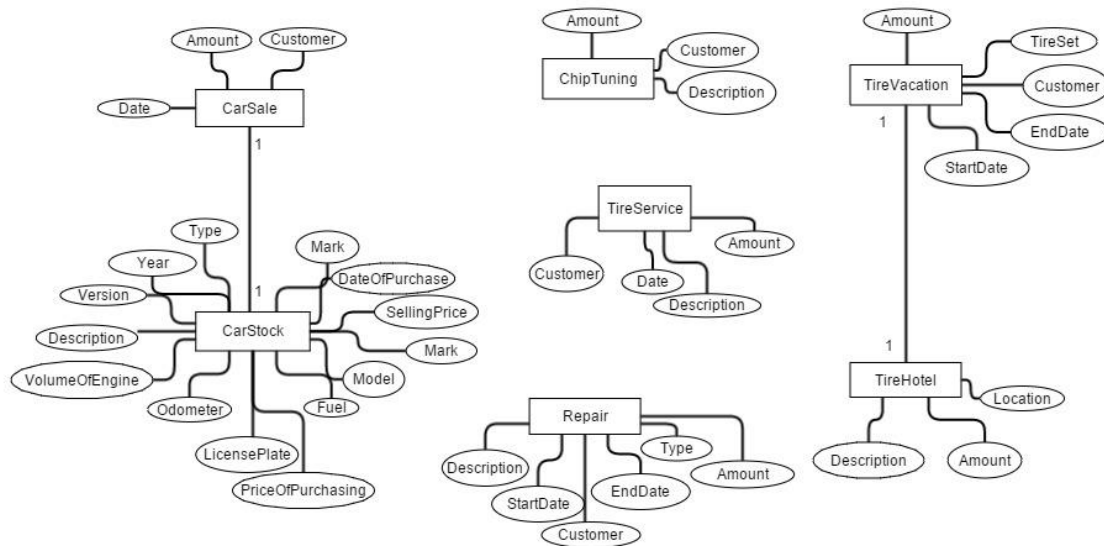 Amount
Customer
CarSale
Date
1
Amount
Customer
ChipTuning
Description
Amount
TireSet
TireVacation
Customer
1
EndDate
StartDate
Type
Mark
Year
DateOfPurchase
Version
1
SellingPrice
CarStock
Description
Mark
VolumeOfEngine
Model
Odometer
Fuel
LicensePlate
PriceOfPurchasing
TireService
Amount
Customer
Date
Description
Repair
Type
Description
Amount
EndDate
StartDate
Customer
1
TireHotel
Location
Description
Amount